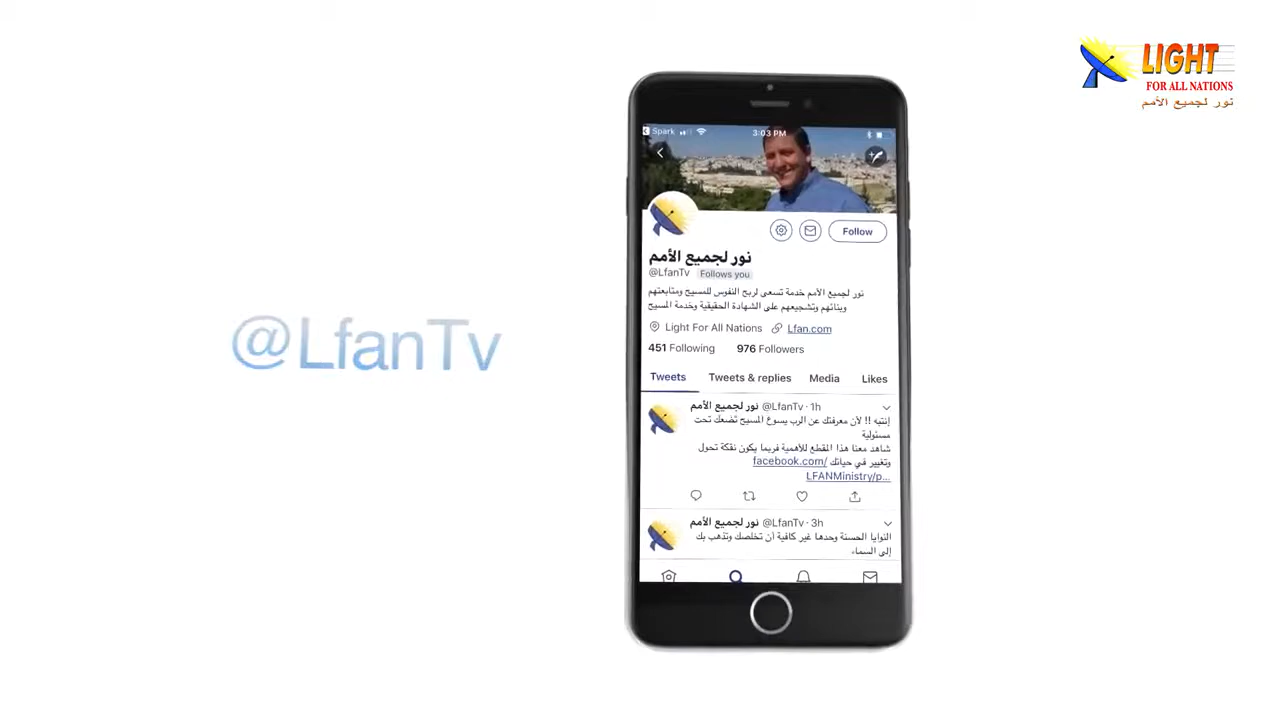 LIGHT
FOR ALL NATIONS
نور لجميع الأمم
@LfanTv
Spark
3:03 PM
Follow
نور لجميع الأمم
@LfanTv Follows you
نور لجميع الأمم خدمة تسعى لربح النفوس للمسيح ومتابعتهم
وبنائهم وتشجيعهم على الشهادة الحقيقية وخدمة المسيح
Light For All Nations Lfan.com
451 Following 976 Followers
Tweets Tweets & replies Media Likes
نور لجميع الأمم @LfanTv · 1h
إنتبه !! لأن معرفتك عن الرب يسوع المسيح تضعك تحت
مسئولية
شاهد معنا هذا المقطع للأهمية فربما يكون نقكة تحول
وتغيير في حياتك facebook.com/
LFANMinistry/p...
نور لجميع الأمم @LfanTv · 3h
النوايا الحسنة وحدها غير كافية أن تخلصك وتذهب بك
إلى السماء